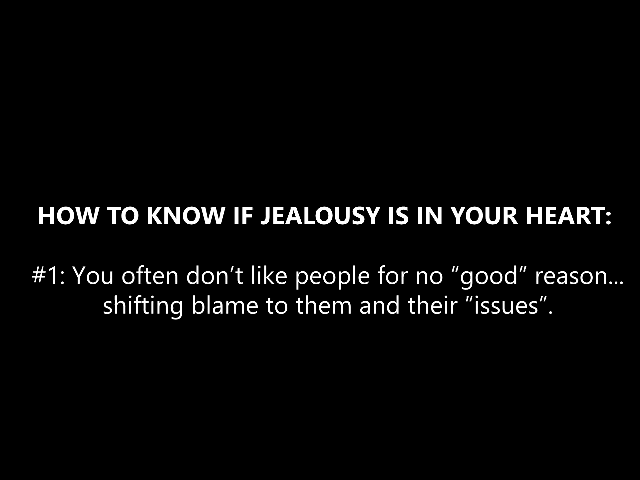 HOW TO KNOW IF JEALOUSY IS IN YOUR HEART:
#1: You often don’t like people for no “good” reason...
shifting blame to them and their “issues”.